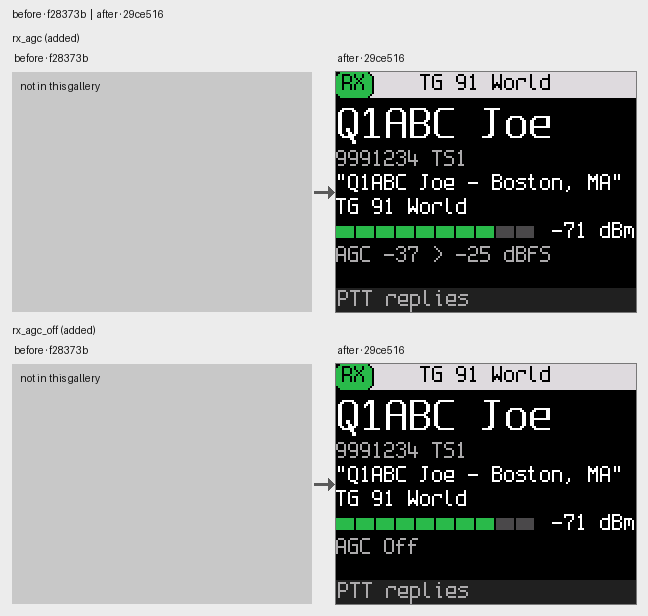 before · f28373b | after · 29ce516
rx_agc (added)
before · f28373b
after · 29ce516
not in this gallery
RX TG 91 World
Q1ABC Joe
9991234 TS1
"Q1ABC Joe – Boston, MA"
TG 91 World
-71 dBm
AGC -37 > -25 dBFS
PTT replies
rx_agc_off (added)
before · f28373b
after · 29ce516
not in this gallery
RX TG 91 World
Q1ABC Joe
9991234 TS1
"Q1ABC Joe – Boston, MA"
TG 91 World
-71 dBm
AGC Off
PTT replies